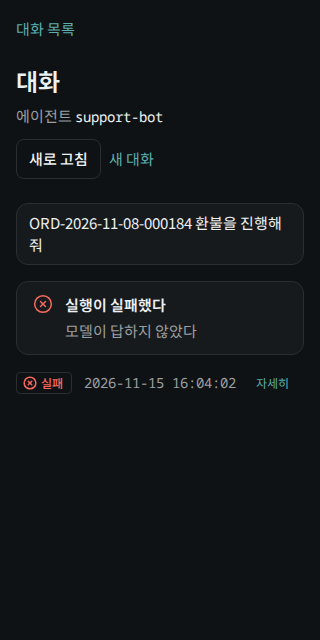 대화 목록
대화
에이전트 support-bot
새로 고침 새 대화
ORD-2026-11-08-000184 환불을 진행해
줘
실행이 실패했다
모델이 답하지 않았다
실패 2026-11-15 16:04:02 자세히